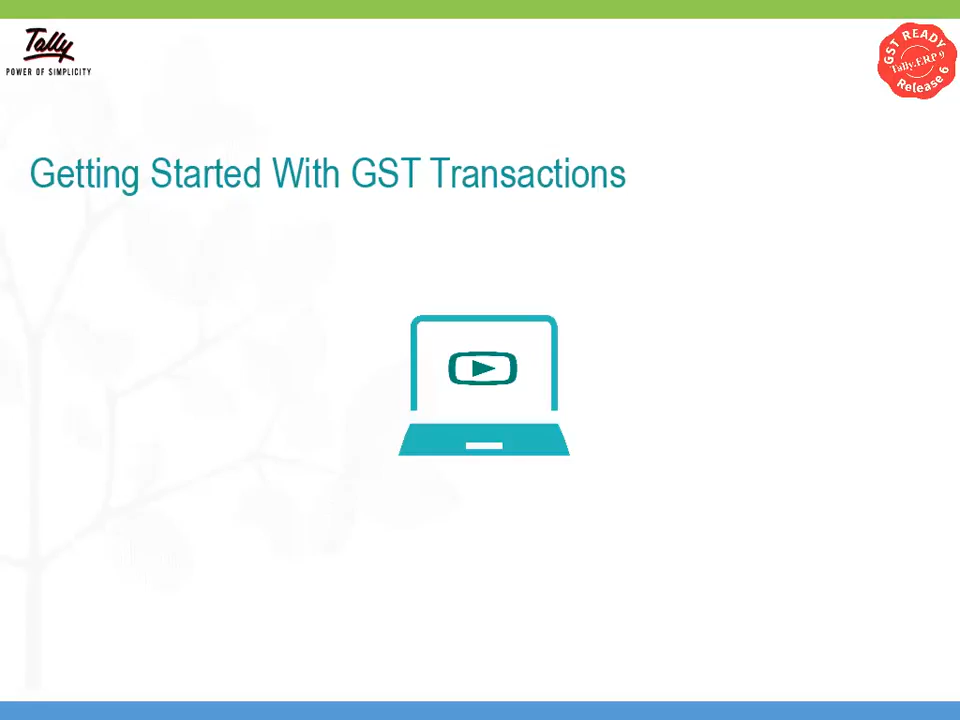 Tally
POWER OF SIMPLICITY
GST READY
Tally.ERP 9
Release 6
Getting Started With GST Transactions